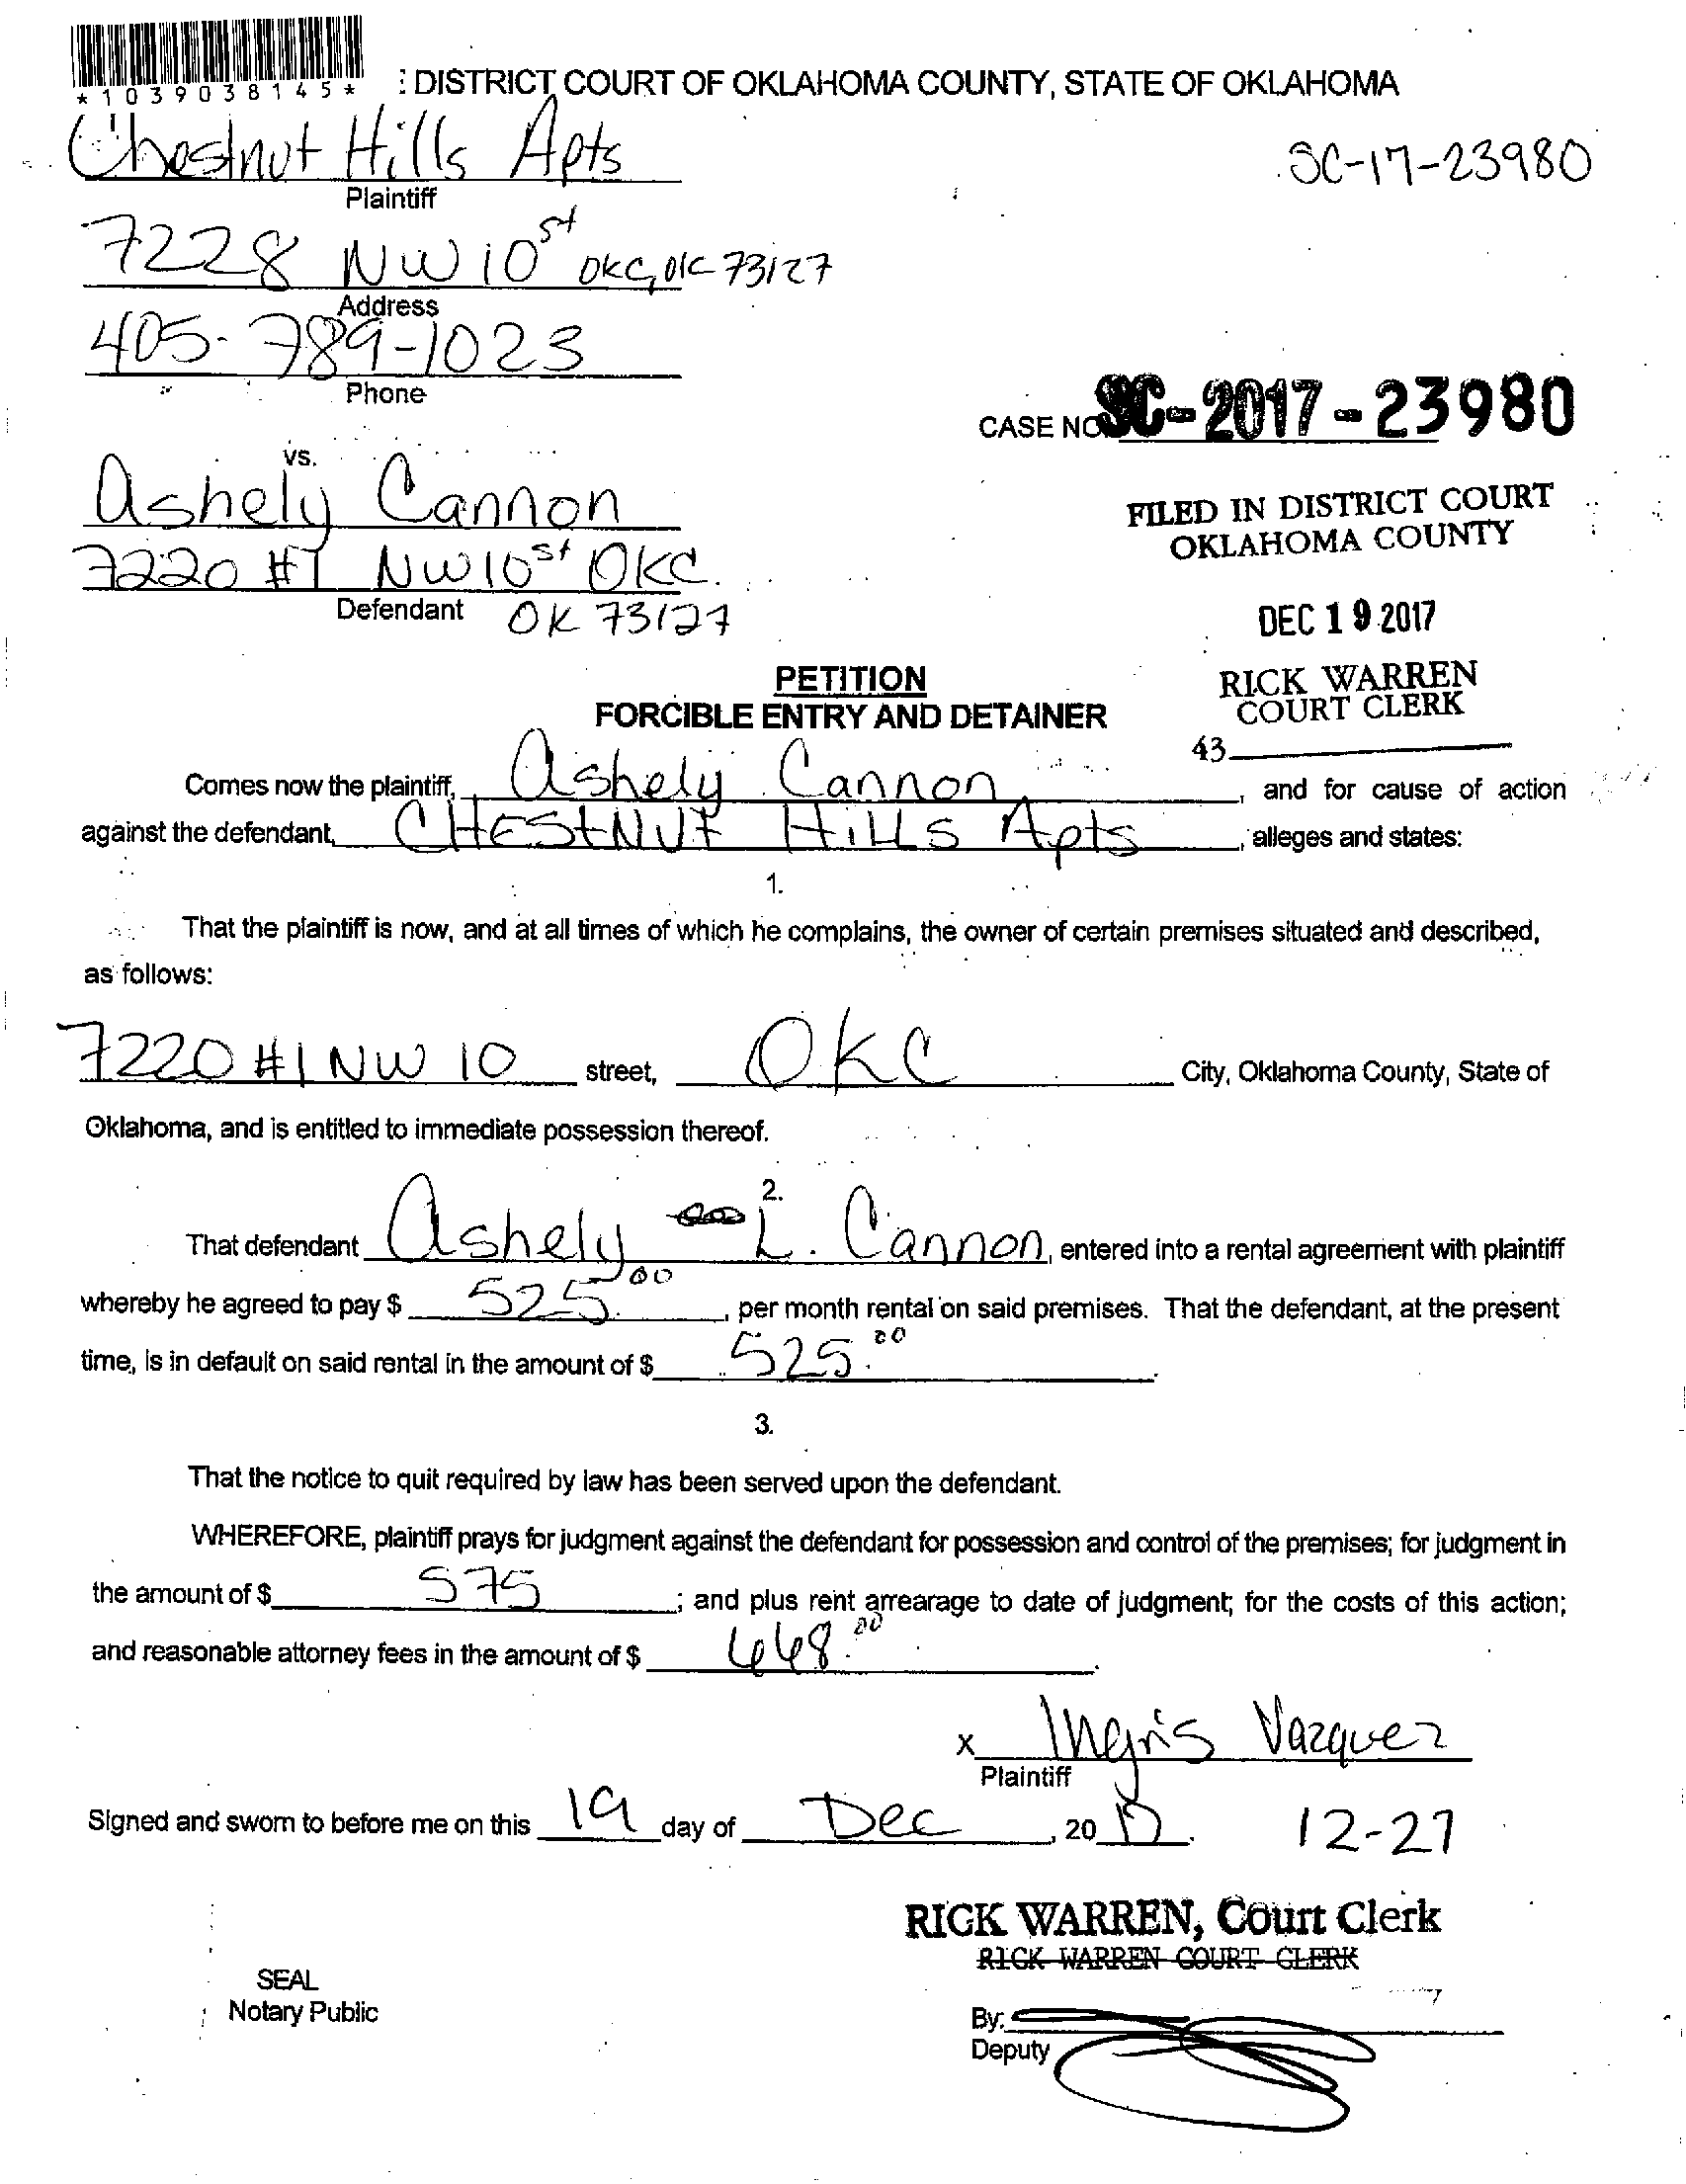 *1039038145*
: DISTRICT COURT OF OKLAHOMA COUNTY, STATE OF OKLAHOMA
Chestnut Hills Apts
SC-17-23980
Plaintiff
7228 NW 10st OKC, OK 73127
Address
405-789-1023
Phone
CASE NO. SC-2017-23980
vs.
Ashely Cannon
FILED IN DISTRICT COURT
OKLAHOMA COUNTY
7220 #1 NW 10st OKC.
Defendant OK 73127
DEC 19 2017
PETITION
FORCIBLE ENTRY AND DETAINER
RICK WARREN
COURT CLERK
43
Comes now the plaintiff, Ashely Cannon, and for cause of action
against the defendant, CHESTNUT HiLLS Apts, alleges and states:
1.
That the plaintiff is now, and at all times of which he complains, the owner of certain premises situated and described,
as follows:
7220 #1 NW 10 street, OKC City, Oklahoma County, State of
Oklahoma, and is entitled to immediate possession thereof.
2.
That defendant Ashely L. Cannon, entered into a rental agreement with plaintiff
whereby he agreed to pay $ 525.00, per month rental on said premises. That the defendant, at the present
time, is in default on said rental in the amount of $ 525.00.
3.
That the notice to quit required by law has been served upon the defendant.
WHEREFORE, plaintiff prays for judgment against the defendant for possession and control of the premises; for judgment in
the amount of $ 575; and plus rent arrearage to date of judgment; for the costs of this action;
and reasonable attorney fees in the amount of $ 648.00.
x Ingris Vazquez
Plaintiff
Signed and sworn to before me on this 19 day of Dec, 2017. 12-27
RICK WARREN, Court Clerk
RICK WARREN COURT CLERK
SEAL
Notary Public
By:
Deputy